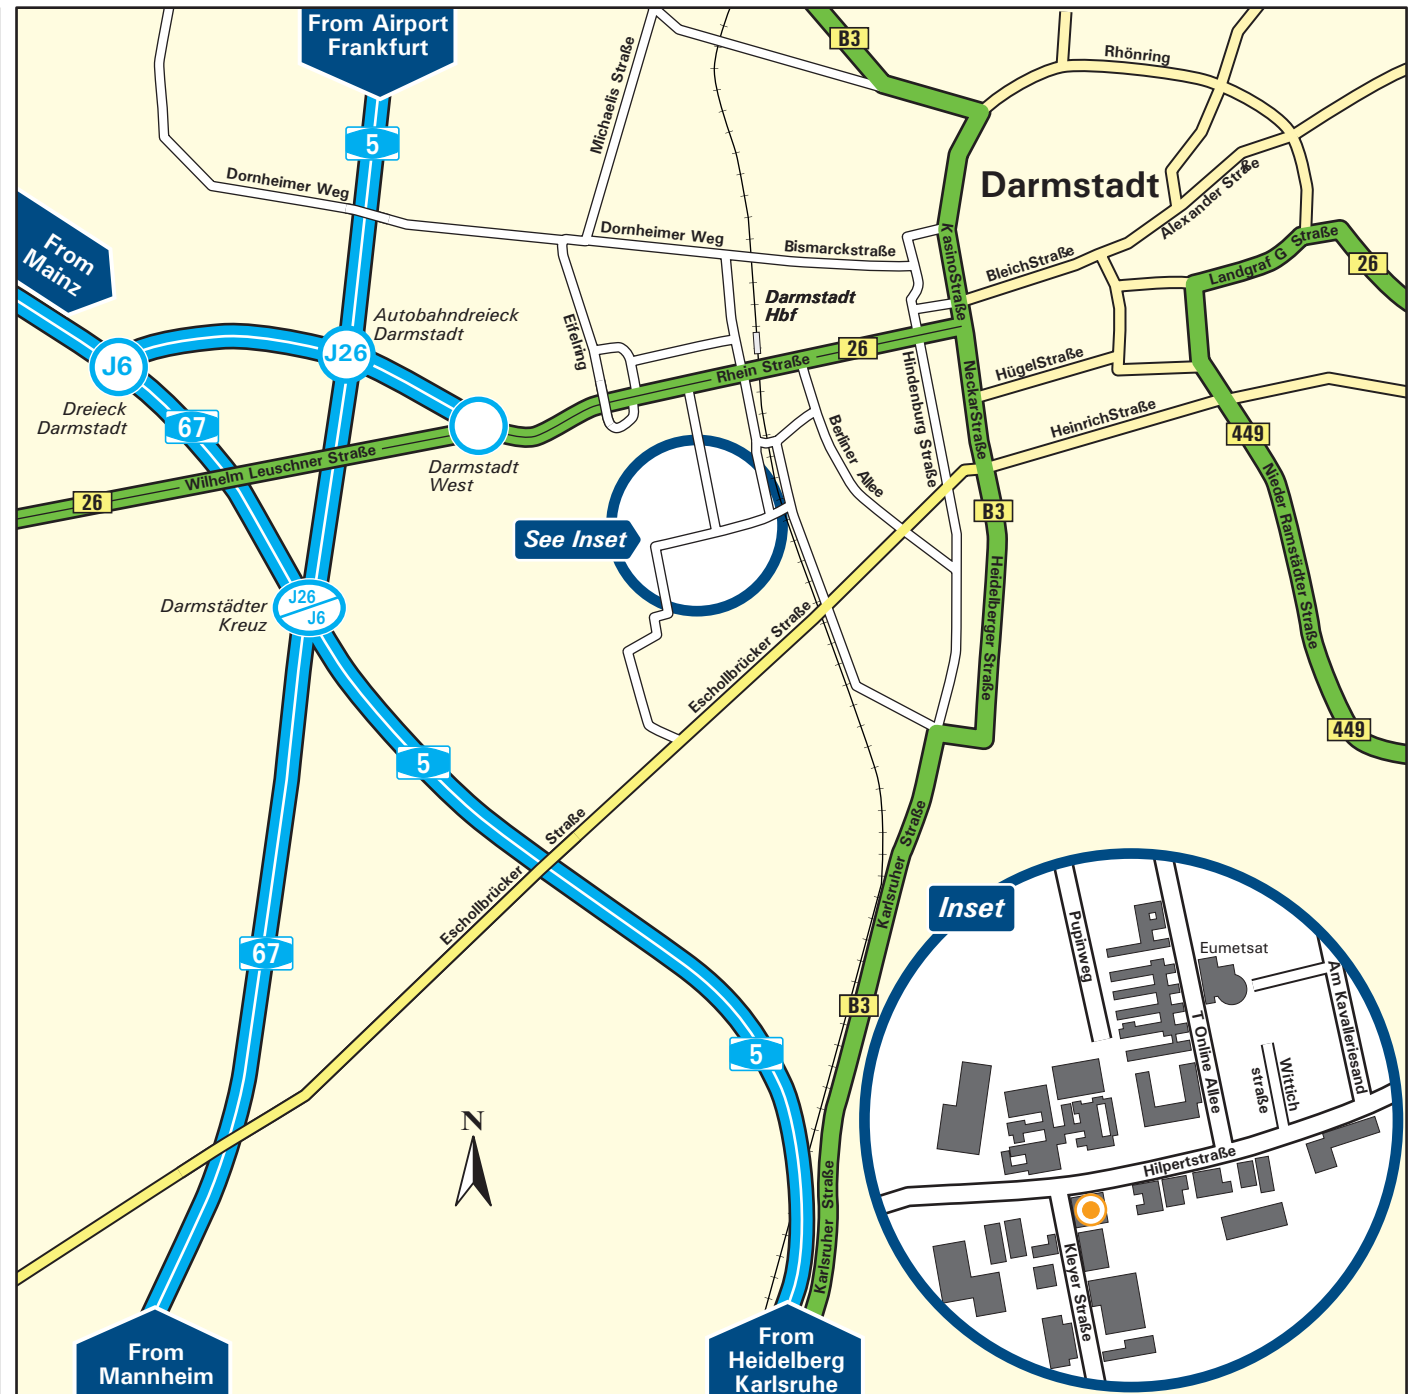 From Airport
Frankfurt
B3
Rhönring
Michaelis Straße
5
Dornheimer Weg
Darmstadt
Alexander Straße
From
Mainz
Dornheimer Weg
Bismarckstraße
KasinoStraße
BleichStraße
Landgraf G Straße
26
Autobahndreieck
Darmstadt
Darmstadt
Hbf
Eifelring
J6
J26
Rhein Straße
26
Hindenburg Straße
NeckarStraße
HügelStraße
Dreieck
Darmstadt
67
HeinrichStraße
449
Berliner Allee
Wilhelm Leuschner Straße
Darmstadt
West
26
Nieder Ramstädter Straße
B3
See Inset
Heidelberger Straße
Darmstädter
Kreuz
J26
J6
Eschollbrücker Straße
449
5
Eschollbrücker Straße
Karlsruher Straße
67
B3
5
Inset
Pupinweg
Eumetsat
Am Kavalleriesand
T Online Allee
Wittich
straße
Hilpertstraße
Kleyer Straße
N
Karlsruher Straße
From
Mannheim
From
Heidelberg
Karlsruhe